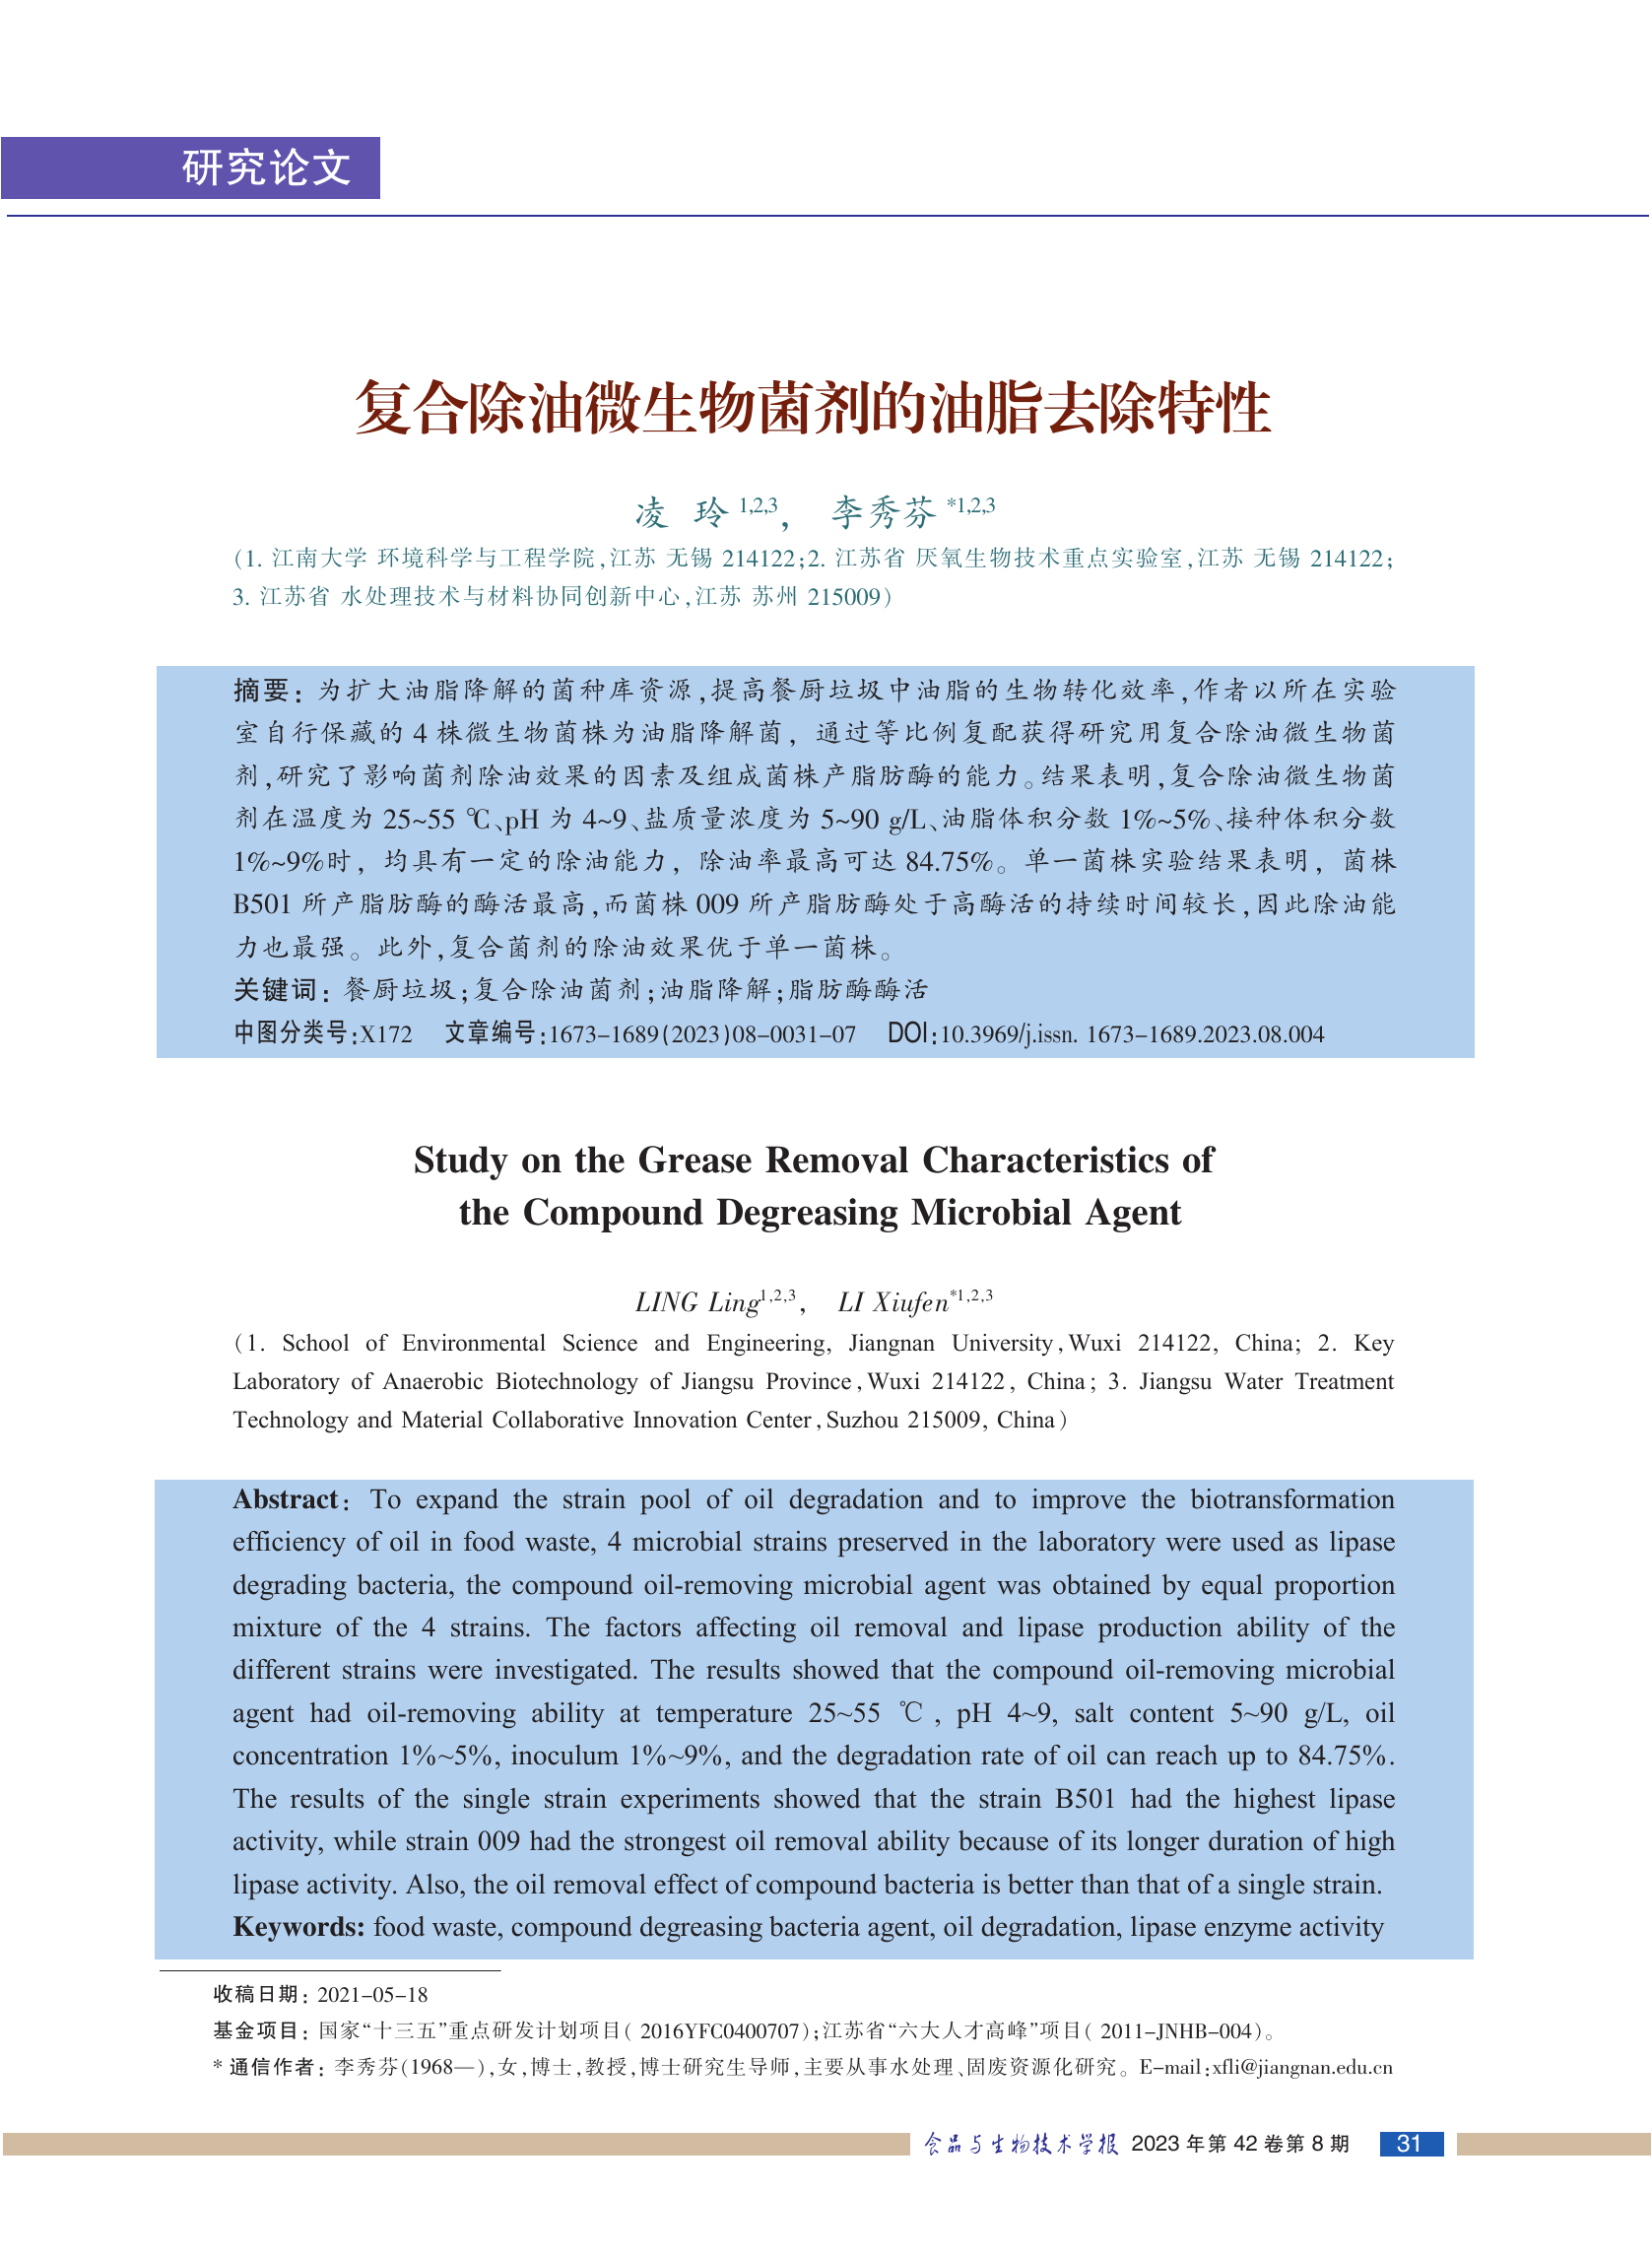 研究论文
复合除油微生物菌剂的油脂去除特性
凌 玲 1,2,3， 李秀芬 *1,2,3
(1. 江南大学 环境科学与工程学院,江苏 无锡 214122;2. 江苏省 厌氧生物技术重点实验室,江苏 无锡 214122;
3. 江苏省 水处理技术与材料协同创新中心,江苏 苏州 215009)
摘要：为扩大油脂降解的菌种库资源,提高餐厨垃圾中油脂的生物转化效率,作者以所在实验
室自行保藏的 4 株微生物菌株为油脂降解菌，通过等比例复配获得研究用复合除油微生物菌
剂,研究了影响菌剂除油效果的因素及组成菌株产脂肪酶的能力。结果表明,复合除油微生物菌
剂在温度为 25~55 ℃、pH 为 4~9、盐质量浓度为 5~90 g/L、油脂体积分数 1%~5%、接种体积分数
1%~9%时，均具有一定的除油能力，除油率最高可达 84.75%。单一菌株实验结果表明，菌株
B501 所产脂肪酶的酶活最高,而菌株 009 所产脂肪酶处于高酶活的持续时间较长,因此除油能
力也最强。此外,复合菌剂的除油效果优于单一菌株。
关键词：餐厨垃圾;复合除油菌剂;油脂降解;脂肪酶酶活
中图分类号:X172 文章编号:1673-1689(2023)08-0031-07 DOI:10.3969/j.issn. 1673-1689.2023.08.004
Study on the Grease Removal Characteristics of
the Compound Degreasing Microbial Agent
LING Ling1,2,3, LI Xiufen*1,2,3
(1. School of Environmental Science and Engineering, Jiangnan University, Wuxi 214122, China; 2. Key
Laboratory of Anaerobic Biotechnology of Jiangsu Province, Wuxi 214122, China; 3. Jiangsu Water Treatment
Technology and Material Collaborative Innovation Center, Suzhou 215009, China)
Abstract: To expand the strain pool of oil degradation and to improve the biotransformation
efficiency of oil in food waste, 4 microbial strains preserved in the laboratory were used as lipase
degrading bacteria, the compound oil-removing microbial agent was obtained by equal proportion
mixture of the 4 strains. The factors affecting oil removal and lipase production ability of the
different strains were investigated. The results showed that the compound oil-removing microbial
agent had oil-removing ability at temperature 25~55 ℃, pH 4~9, salt content 5~90 g/L, oil
concentration 1%~5%, inoculum 1%~9%, and the degradation rate of oil can reach up to 84.75%.
The results of the single strain experiments showed that the strain B501 had the highest lipase
activity, while strain 009 had the strongest oil removal ability because of its longer duration of high
lipase activity. Also, the oil removal effect of compound bacteria is better than that of a single strain.
Keywords: food waste, compound degreasing bacteria agent, oil degradation, lipase enzyme activity
收稿日期：2021-05-18
基金项目：国家“十三五”重点研发计划项目( 2016YFC0400707);江苏省“六大人才高峰”项目( 2011-JNHB-004)。
* 通信作者：李秀芬(1968—),女,博士,教授,博士研究生导师,主要从事水处理、固废资源化研究。E-mail:xfli@jiangnan.edu.cn
食品与生物技术学报 2023 年第 42 卷第 8 期 31